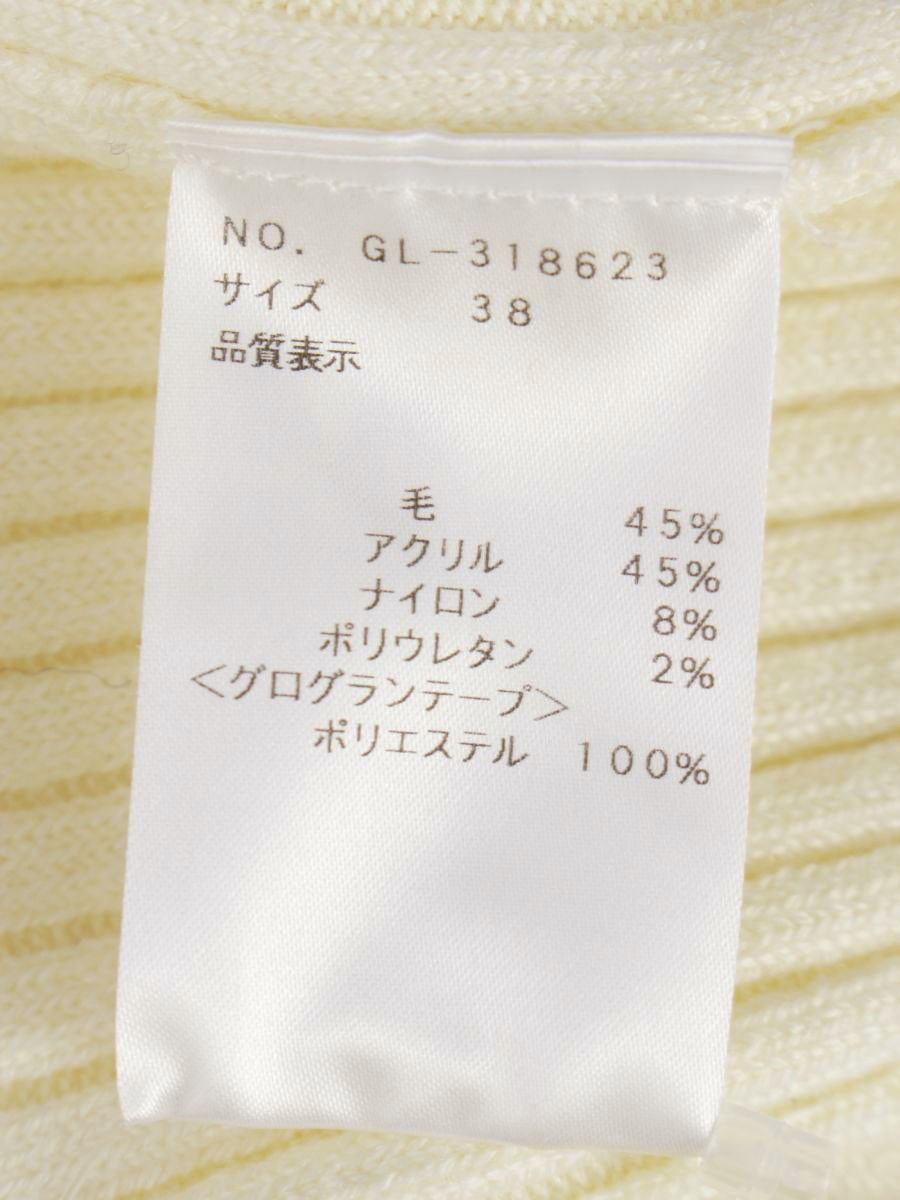 NO. GL-318623
サイズ 38
品質表示
毛 45%
アクリル 45%
ナイロン 8%
ポリウレタン 2%
<グログランテープ>
ポリエステル 100%